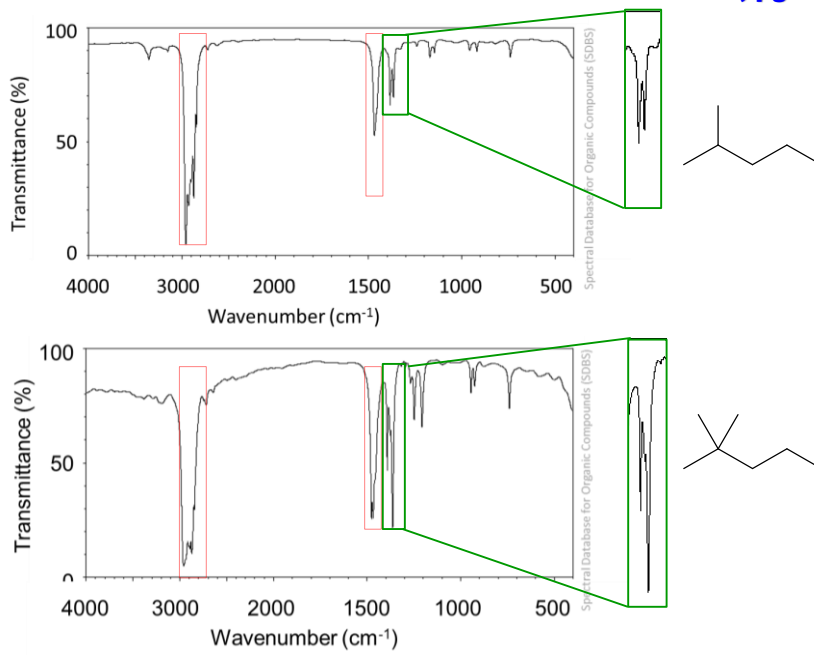 100
50
0
Transmittance (%)
4000 3000 2000 1500 1000 500
Wavenumber (cm-1)
Spectral Database for Organic Compounds (SDBS)
100
50
0
Transmittance (%)
4000 3000 2000 1500 1000 500
Wavenumber (cm-1)
Spectral Database for Organic Compounds (SDBS)